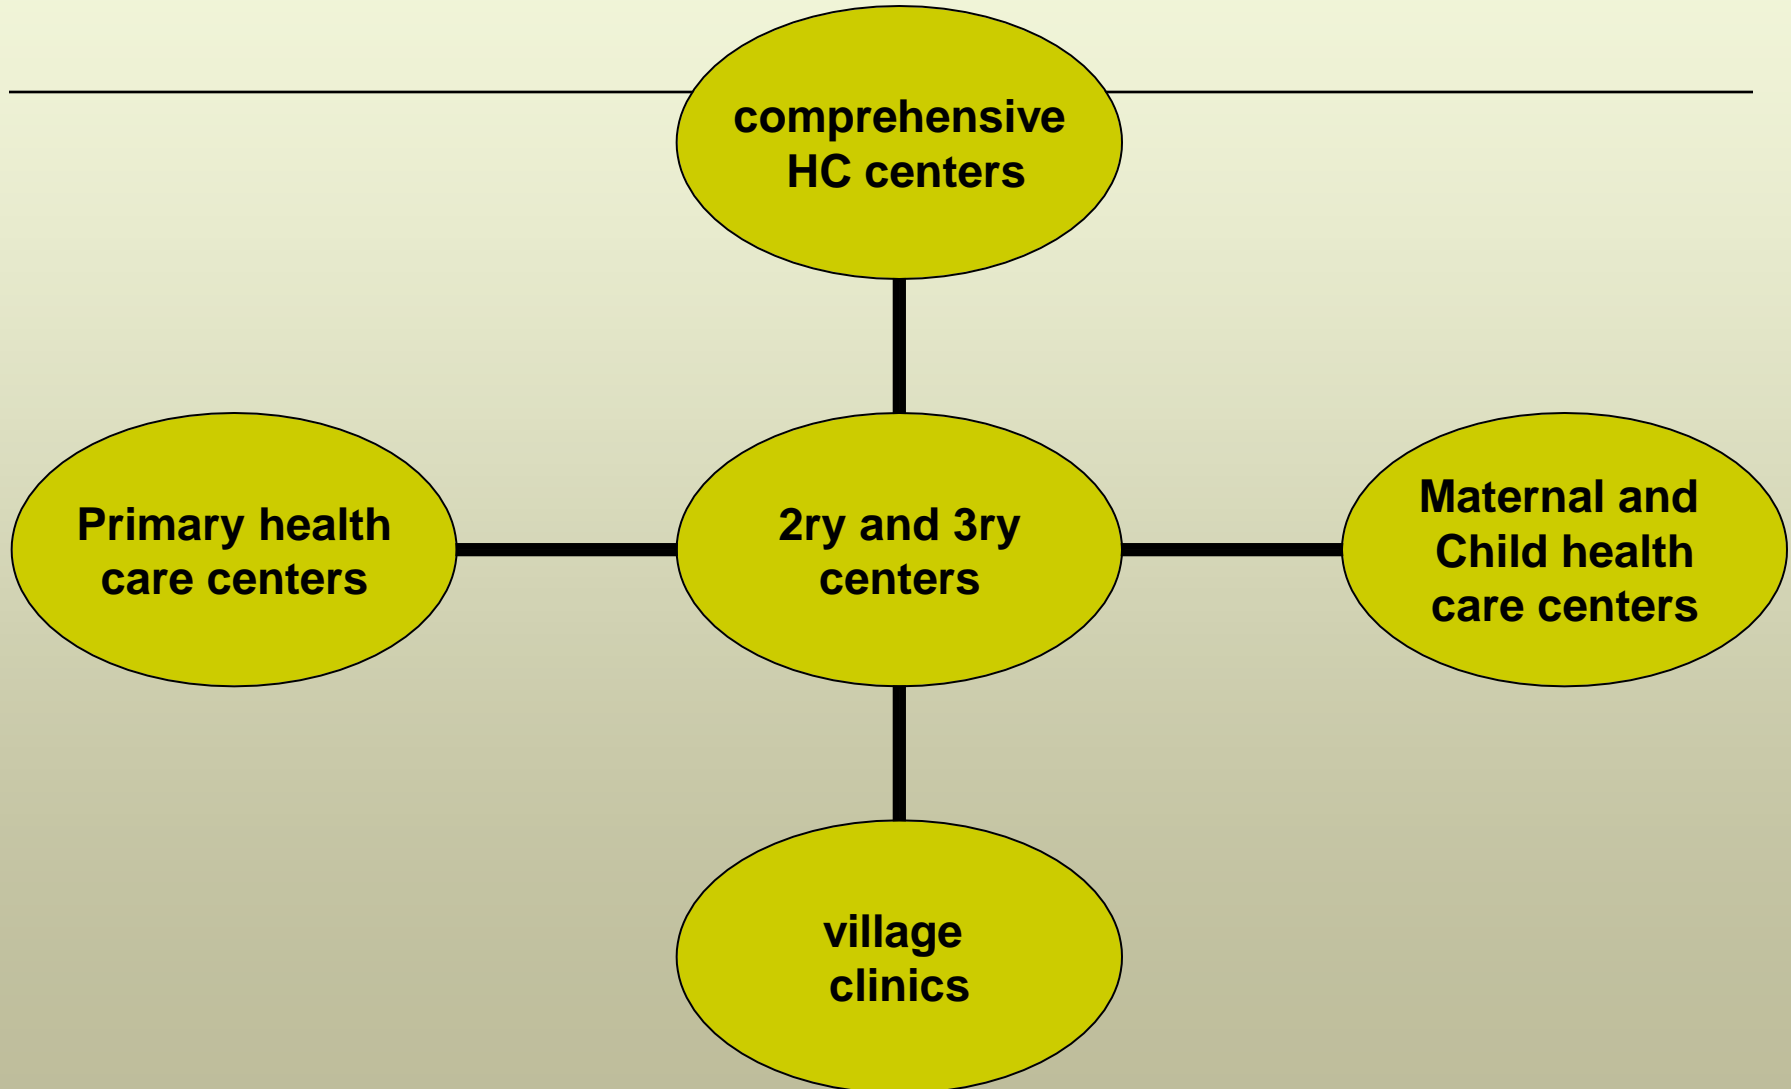 comprehensive
HC centers
Primary health
care centers
2ry and 3ry
centers
Maternal and
Child health
care centers
village
clinics